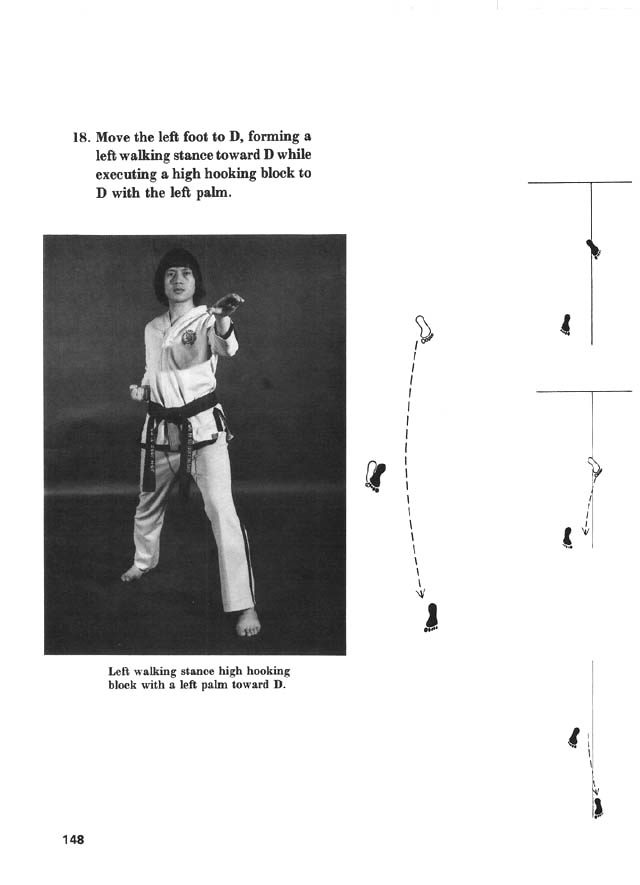 18. Move the left foot to D, forming a
left walking stance toward D while
executing a high hooking block to
D with the left palm.
Left walking stance high hooking
block with a left palm toward D.
148